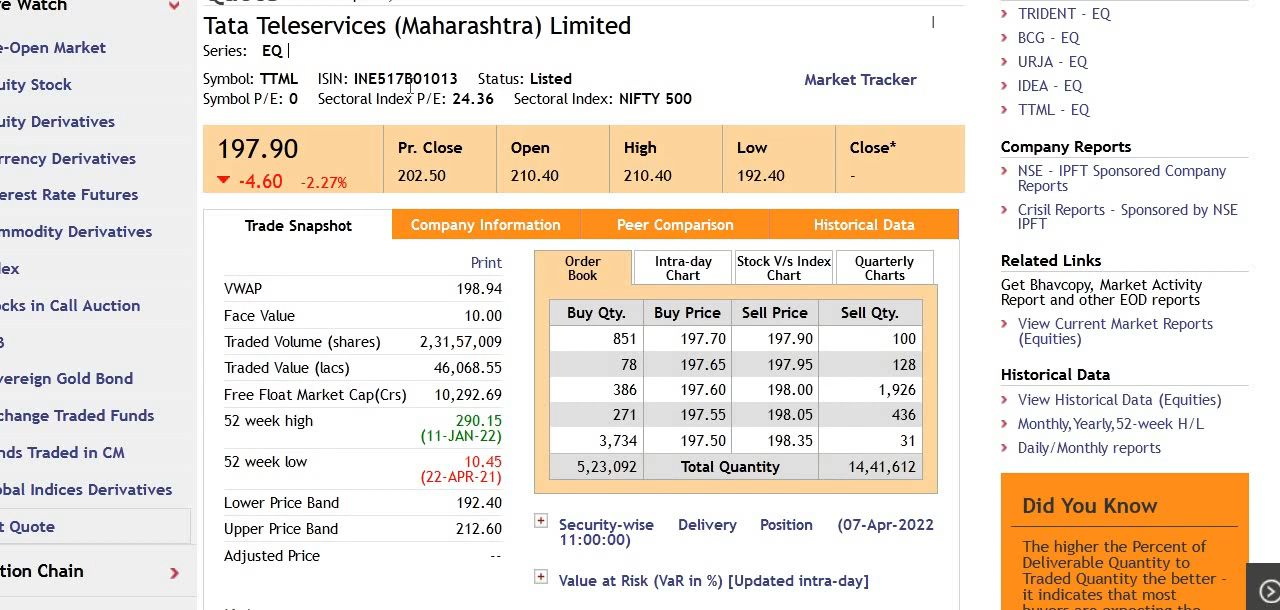 e Watch
e-Open Market
uity Stock
uity Derivatives
rrency Derivatives
erest Rate Futures
mmodity Derivatives
lex
ocks in Call Auction
B
vereign Gold Bond
change Traded Funds
nds Traded in CM
obal Indices Derivatives
t Quote
tion Chain
Tata Teleservices (Maharashtra) Limited
Series: EQ |
Symbol: TTML ISIN: INE517B01013 Status: Listed
Market Tracker
Symbol P/E: 0 Sectoral Index P/E: 24.36 Sectoral Index: NIFTY 500
197.90 Pr. Close Open High Low Close*
-4.60 -2.27% 202.50 210.40 210.40 192.40 -
Trade Snapshot Company Information Peer Comparison Historical Data
Print
VWAP 198.94
Face Value 10.00
Traded Volume (shares) 2,31,57,009
Traded Value (lacs) 46,068.55
Free Float Market Cap(Crs) 10,292.69
52 week high 290.15
(11-JAN-22)
52 week low 10.45
(22-APR-21)
Lower Price Band 192.40
Upper Price Band 212.60
Adjusted Price --
Order Intra-day Stock V/s Index Quarterly
Book Chart Chart Charts
Buy Qty. Buy Price Sell Price Sell Qty.
851 197.70 197.90 100
78 197.65 197.95 128
386 197.60 198.00 1,926
271 197.55 198.05 436
3,734 197.50 198.35 31
5,23,092 Total Quantity 14,41,612
Security-wise Delivery Position (07-Apr-2022
11:00:00)
Value at Risk (VaR in %) [Updated intra-day]
TRIDENT - EQ
BCG - EQ
URJA - EQ
IDEA - EQ
TTML - EQ
Company Reports
NSE - IPFT Sponsored Company
Reports
Crisil Reports - Sponsored by NSE
IPFT
Related Links
Get Bhavcopy, Market Activity
Report and other EOD reports
View Current Market Reports
(Equities)
Historical Data
View Historical Data (Equities)
Monthly,Yearly,52-week H/L
Daily/Monthly reports
Did You Know
The higher the Percent of
Deliverable Quantity to
Traded Quantity the better -
it indicates that most
buyers are expecting the